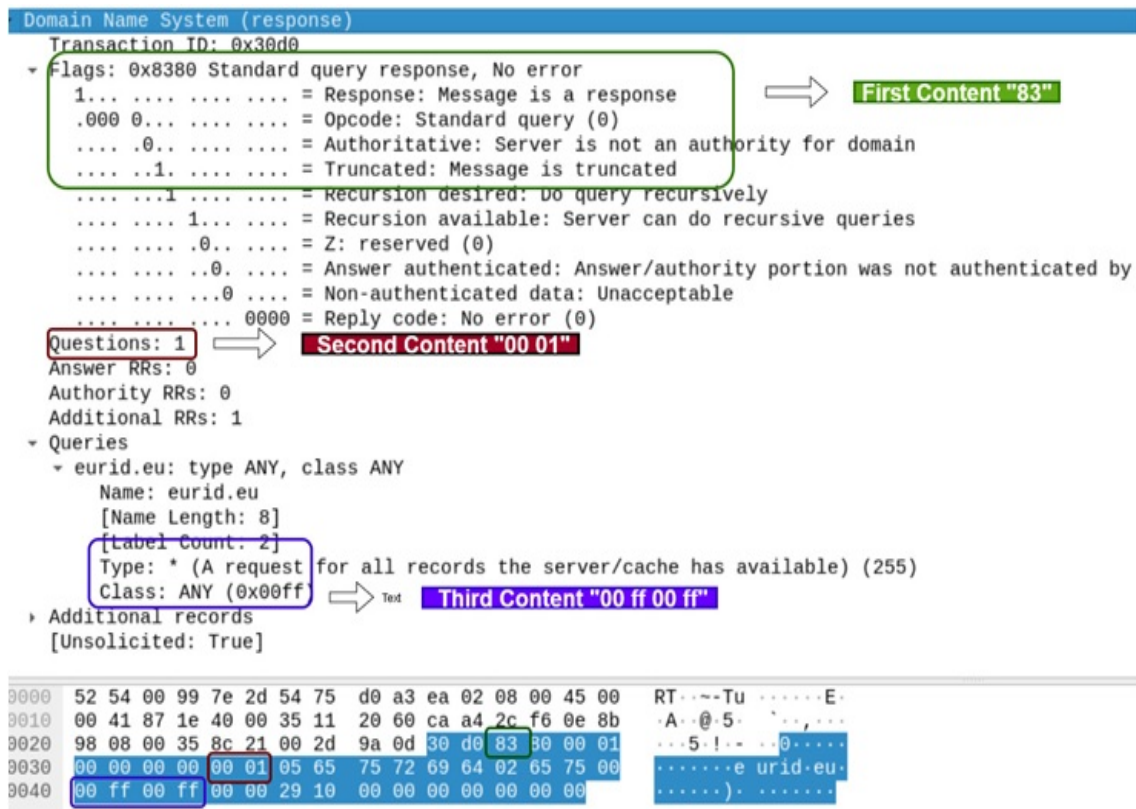 Domain Name System (response)
Transaction ID: 0x30d0
Flags: 0x8380 Standard query response, No error
1... .... .... .... = Response: Message is a response
First Content "83"
.000 0... .... .... = Opcode: Standard query (0)
.... .0.. .... .... = Authoritative: Server is not an authority for domain
.... ..1. .... .... = Truncated: Message is truncated
.... ...1 .... .... = Recursion desired: Do query recursively
.... .... 1... .... = Recursion available: Server can do recursive queries
.... .... .0.. .... = Z: reserved (0)
.... .... ..0. .... = Answer authenticated: Answer/authority portion was not authenticated by
.... .... ...0 .... = Non-authenticated data: Unacceptable
.... .... .... 0000 = Reply code: No error (0)
Questions: 1
Second Content "00 01"
Answer RRs: 0
Authority RRs: 0
Additional RRs: 1
Queries
eurid.eu: type ANY, class ANY
Name: eurid.eu
[Name Length: 8]
[Label Count: 2]
Type: * (A request for all records the server/cache has available) (255)
Class: ANY (0x00ff)
Text
Third Content "00 ff 00 ff"
Additional records
[Unsolicited: True]
0000 52 54 00 99 7e 2d 54 75 d0 a3 ea 02 08 00 45 00 RT··~-Tu ······E·
0010 00 41 87 1e 40 00 35 11 20 60 ca a4 2c f6 0e 8b ·A··@·5· `··,···
0020 98 08 00 35 8c 21 00 2d 9a 0d 30 d0 83 80 00 01 ···5·!·- ··0·····
0030 00 00 00 00 00 01 05 65 75 72 69 64 02 65 75 00 ·······e urid·eu·
0040 00 ff 00 ff 00 00 29 10 00 00 00 00 00 00 00 ······)· ·······